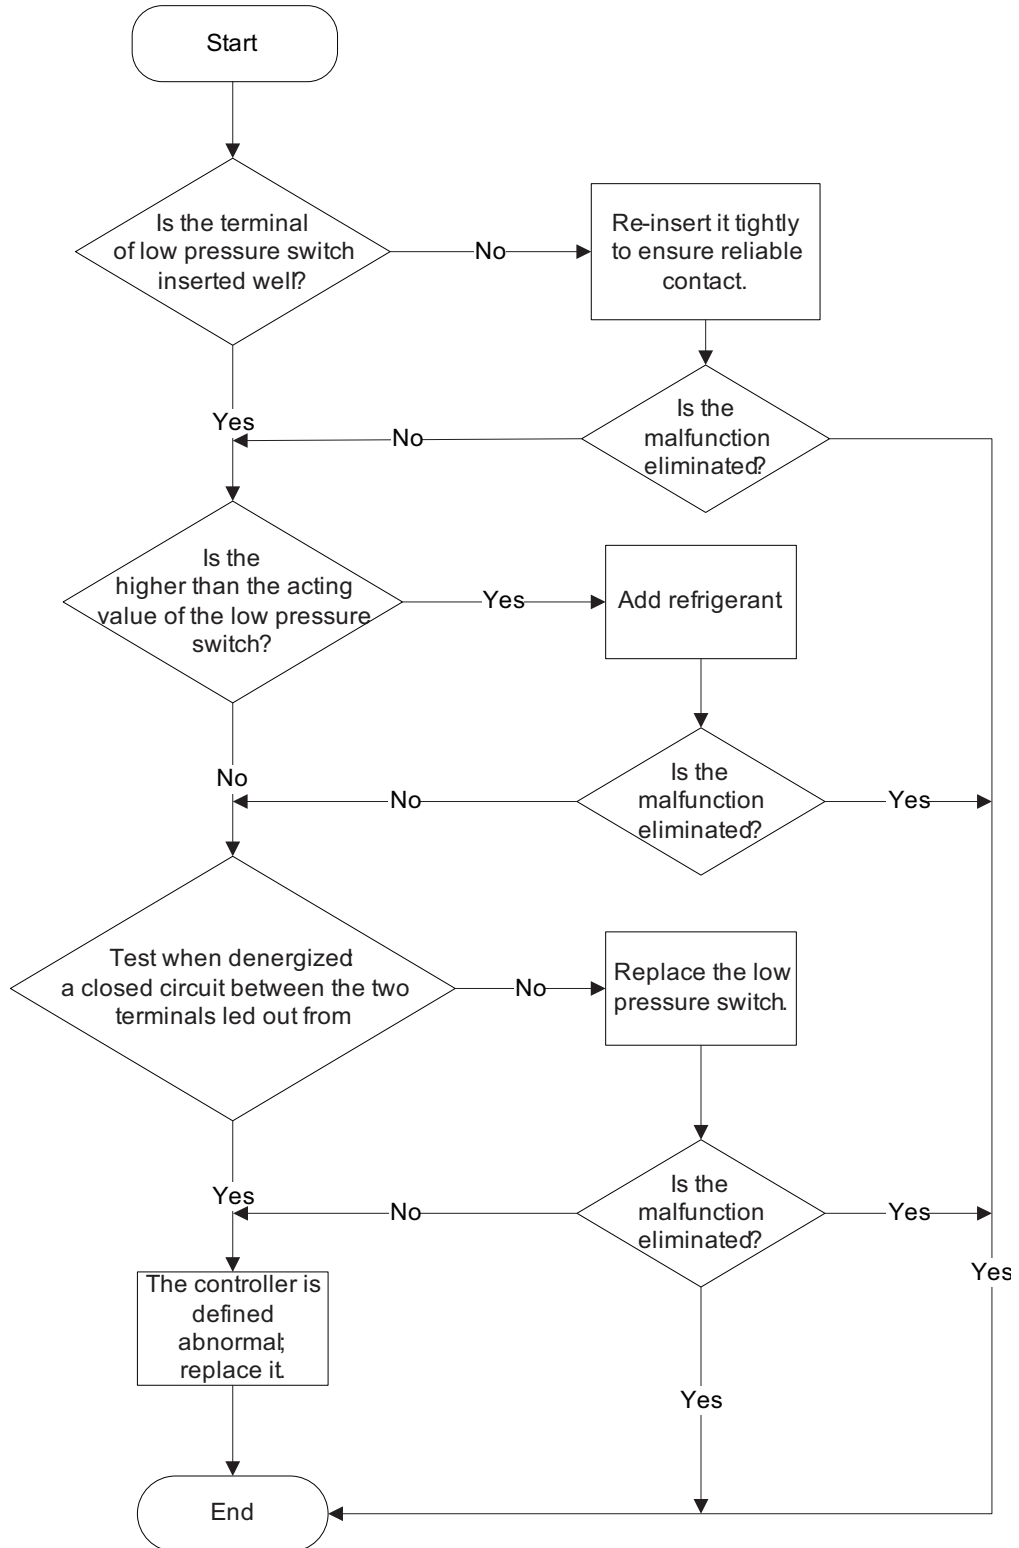 Start
Is the terminal
of low pressure switch
inserted well?
No
Re-insert it tightly
to ensure reliable
contact.
Yes
No
Is the
malfunction
eliminated?
Is the
higher than the acting
value of the low pressure
switch?
Yes
Add refrigerant.
No
No
Is the
malfunction
eliminated?
Yes
Test when denergized
a closed circuit between the two
terminals led out from
No
Replace the low
pressure switch.
Yes
No
Is the
malfunction
eliminated?
Yes
Yes
The controller is
defined
abnormal;
replace it.
Yes
End